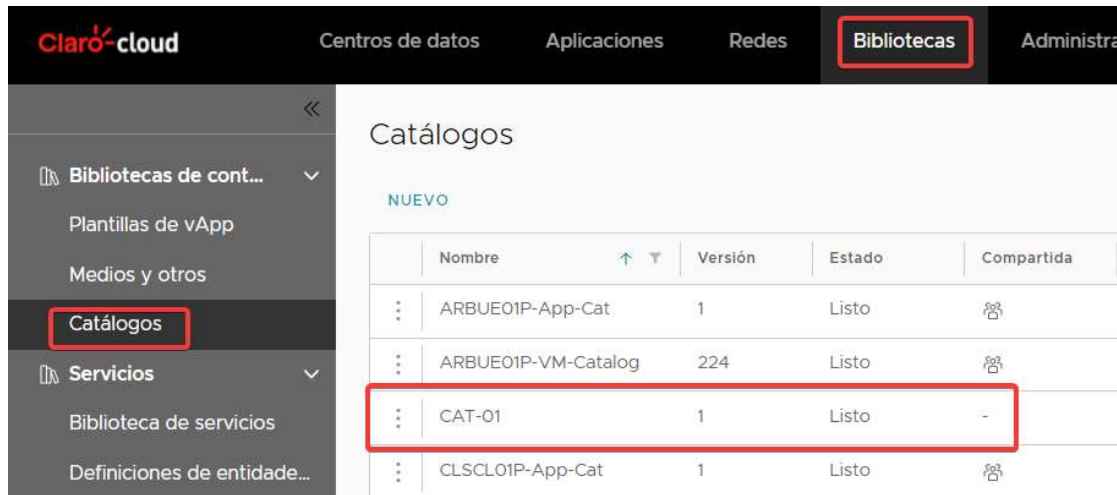 Claro-cloud
Centros de datos Aplicaciones Redes Bibliotecas Administra
Catálogos
NUEVO
Bibliotecas de cont...
Plantillas de vApp
Medios y otros
Catálogos
Servicios
Biblioteca de servicios
Definiciones de entidade...
Nombre Versión Estado Compartida
ARBUE01P-App-Cat 1 Listo
ARBUE01P-VM-Catalog 224 Listo
CAT-01 1 Listo -
CLSCL01P-App-Cat 1 Listo